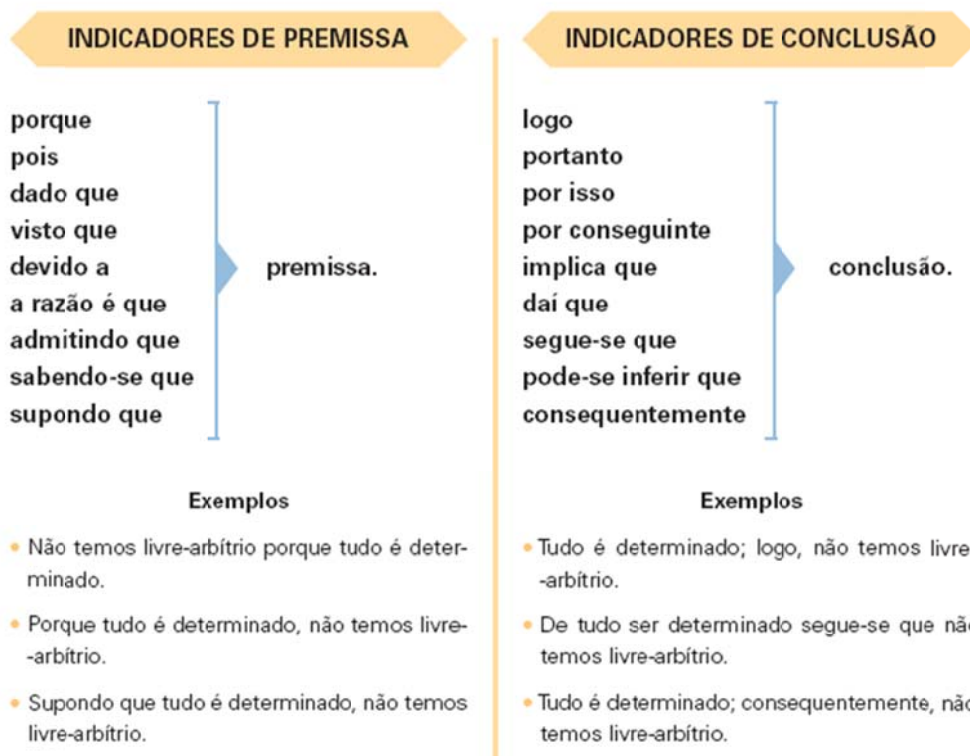 INDICADORES DE PREMISSA
porque
pois
dado que
visto que
devido a
a razão é que
admitindo que
sabendo-se que
supondo que
premissa.
Exemplos
• Não temos livre-arbítrio porque tudo é deter-
minado.
• Porque tudo é determinado, não temos livre-
-arbítrio.
• Supondo que tudo é determinado, não temos
livre-arbítrio.
INDICADORES DE CONCLUSÃO
logo
portanto
por isso
por conseguinte
implica que
daí que
segue-se que
pode-se inferir que
consequentemente
conclusão.
Exemplos
• Tudo é determinado; logo, não temos livre-
-arbítrio.
• De tudo ser determinado segue-se que não
temos livre-arbítrio.
• Tudo é determinado; consequentemente, não
temos livre-arbítrio.